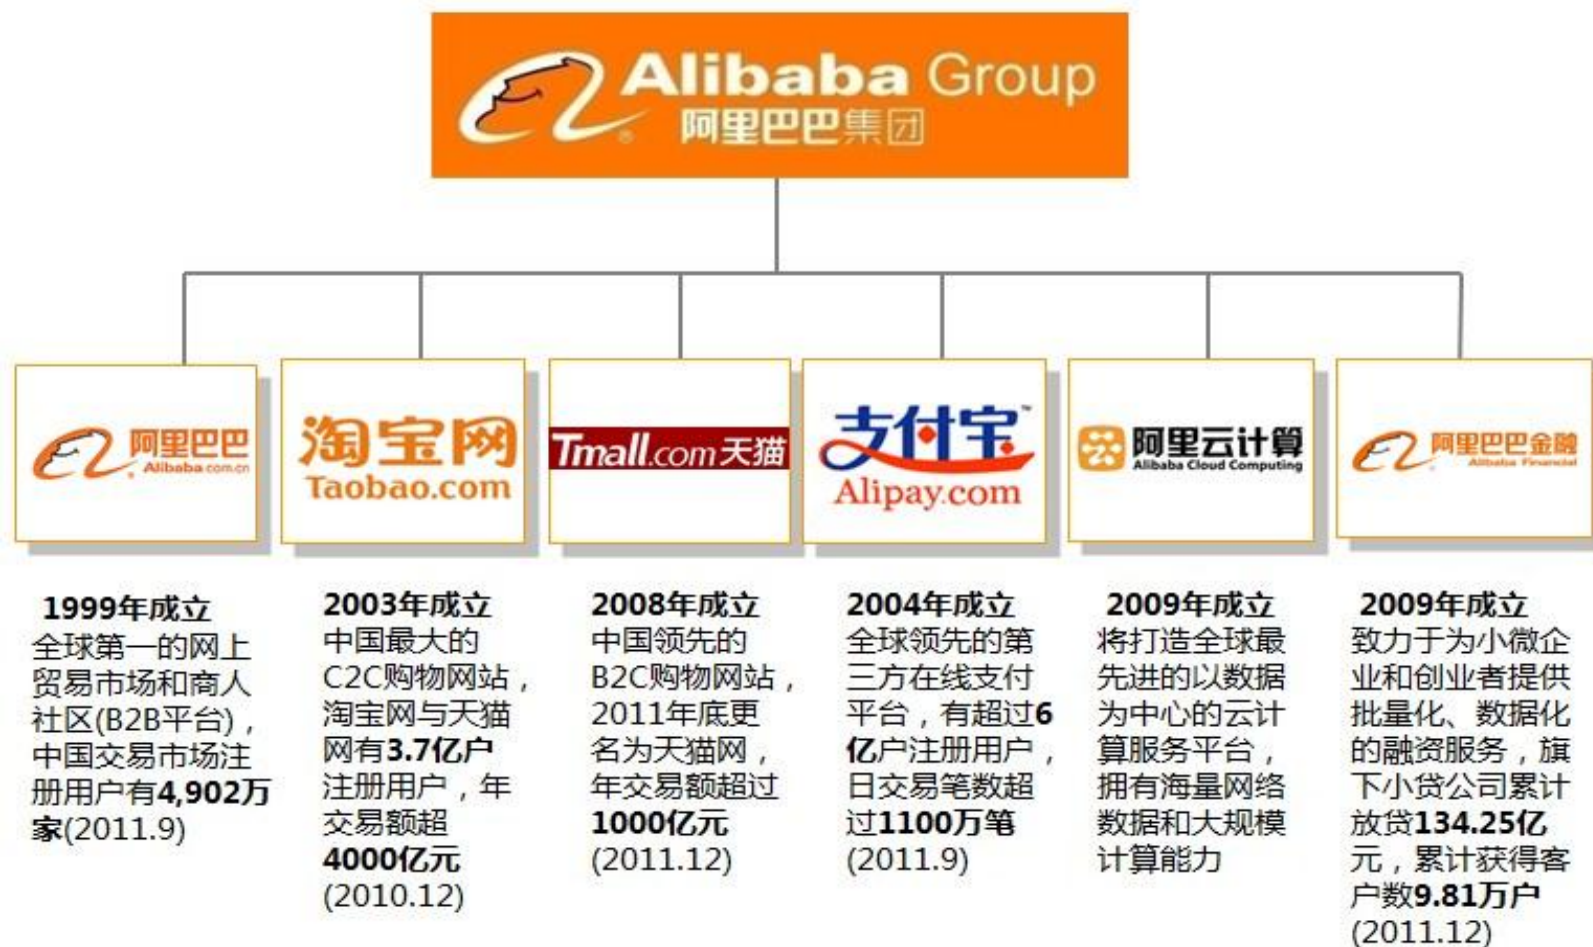 Alibaba Group
阿里巴巴集团
®
阿里巴巴
Alibaba.com.cn
淘宝网
Taobao.com
Tmall.com天猫
支付宝™
Alipay.com
阿里云计算
Alibaba Cloud Computing
阿里巴巴金融
Alibaba Financial
1999年成立
全球第一的网上
贸易市场和商人
社区(B2B平台)，
中国交易市场注
册用户有4,902万
家(2011.9)
2003年成立
中国最大的
C2C购物网站，
淘宝网与天猫
网有3.7亿户
注册用户，年
交易额超
4000亿元
(2010.12)
2008年成立
中国领先的
B2C购物网站，
2011年底更
名为天猫网，
年交易额超过
1000亿元
(2011.12)
2004年成立
全球领先的第
三方在线支付
平台，有超过6
亿户注册用户，
日交易笔数超
过1100万笔
(2011.9)
2009年成立
将打造全球最
先进的以数据
为中心的云计
算服务平台，
拥有海量网络
数据和大规模
计算能力
2009年成立
致力于为小微企
业和创业者提供
批量化、数据化
的融资服务，旗
下小贷公司累计
放贷134.25亿
元，累计获得客
户数9.81万户
(2011.12)